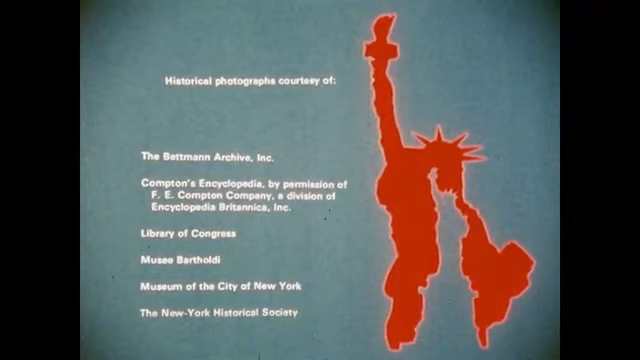 Historical photographs courtesy of:
The Bettmann Archive, Inc.
Compton's Encyclopedia, by permission of
F. E. Compton Company, a division of
Encyclopedia Britannica, Inc.
Library of Congress
Musee Bartholdi
Museum of the City of New York
The New-York Historical Society